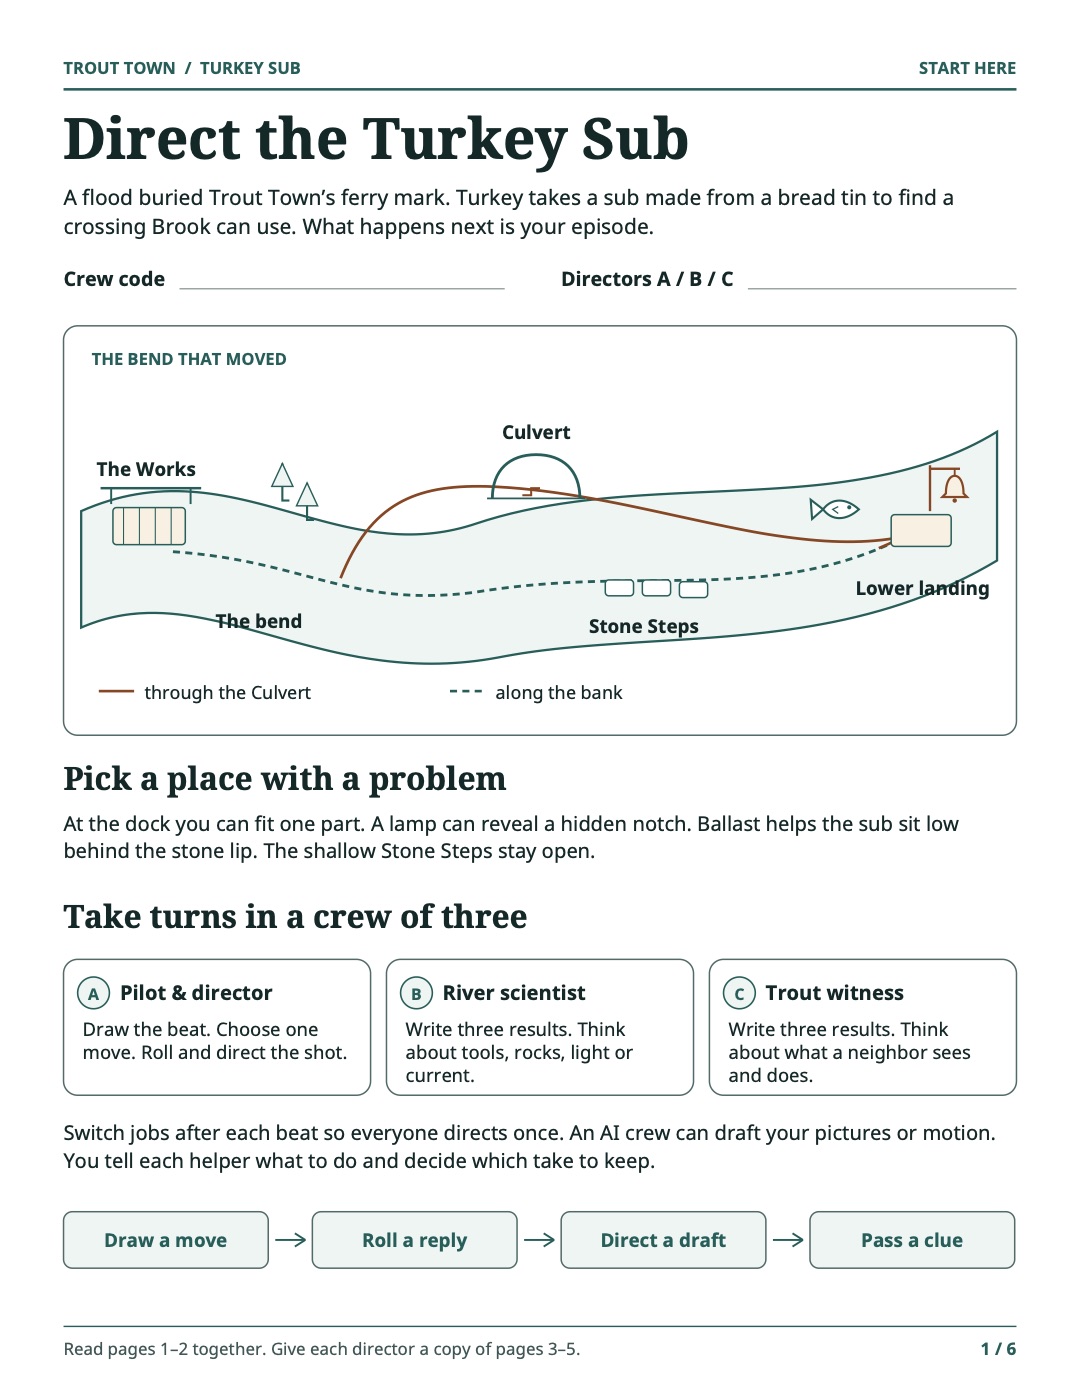 TROUT TOWN / TURKEY SUB
START HERE
Direct the Turkey Sub
A flood buried Trout Town’s ferry mark. Turkey takes a sub made from a bread tin to find a
crossing Brook can use. What happens next is your episode.
Crew code
Directors A / B / C
THE BEND THAT MOVED
Culvert
The Works
Lower landing
The bend
Stone Steps
through the Culvert
along the bank
Pick a place with a problem
At the dock you can fit one part. A lamp can reveal a hidden notch. Ballast helps the sub sit low
behind the stone lip. The shallow Stone Steps stay open.
Take turns in a crew of three
A Pilot & director
Draw the beat. Choose one
move. Roll and direct the shot.
B River scientist
Write three results. Think
about tools, rocks, light or
current.
C Trout witness
Write three results. Think
about what a neighbor sees
and does.
Switch jobs after each beat so everyone directs once. An AI crew can draft your pictures or motion.
You tell each helper what to do and decide which take to keep.
Draw a move
Roll a reply
Direct a draft
Pass a clue
Read pages 1–2 together. Give each director a copy of pages 3–5.
1 / 6